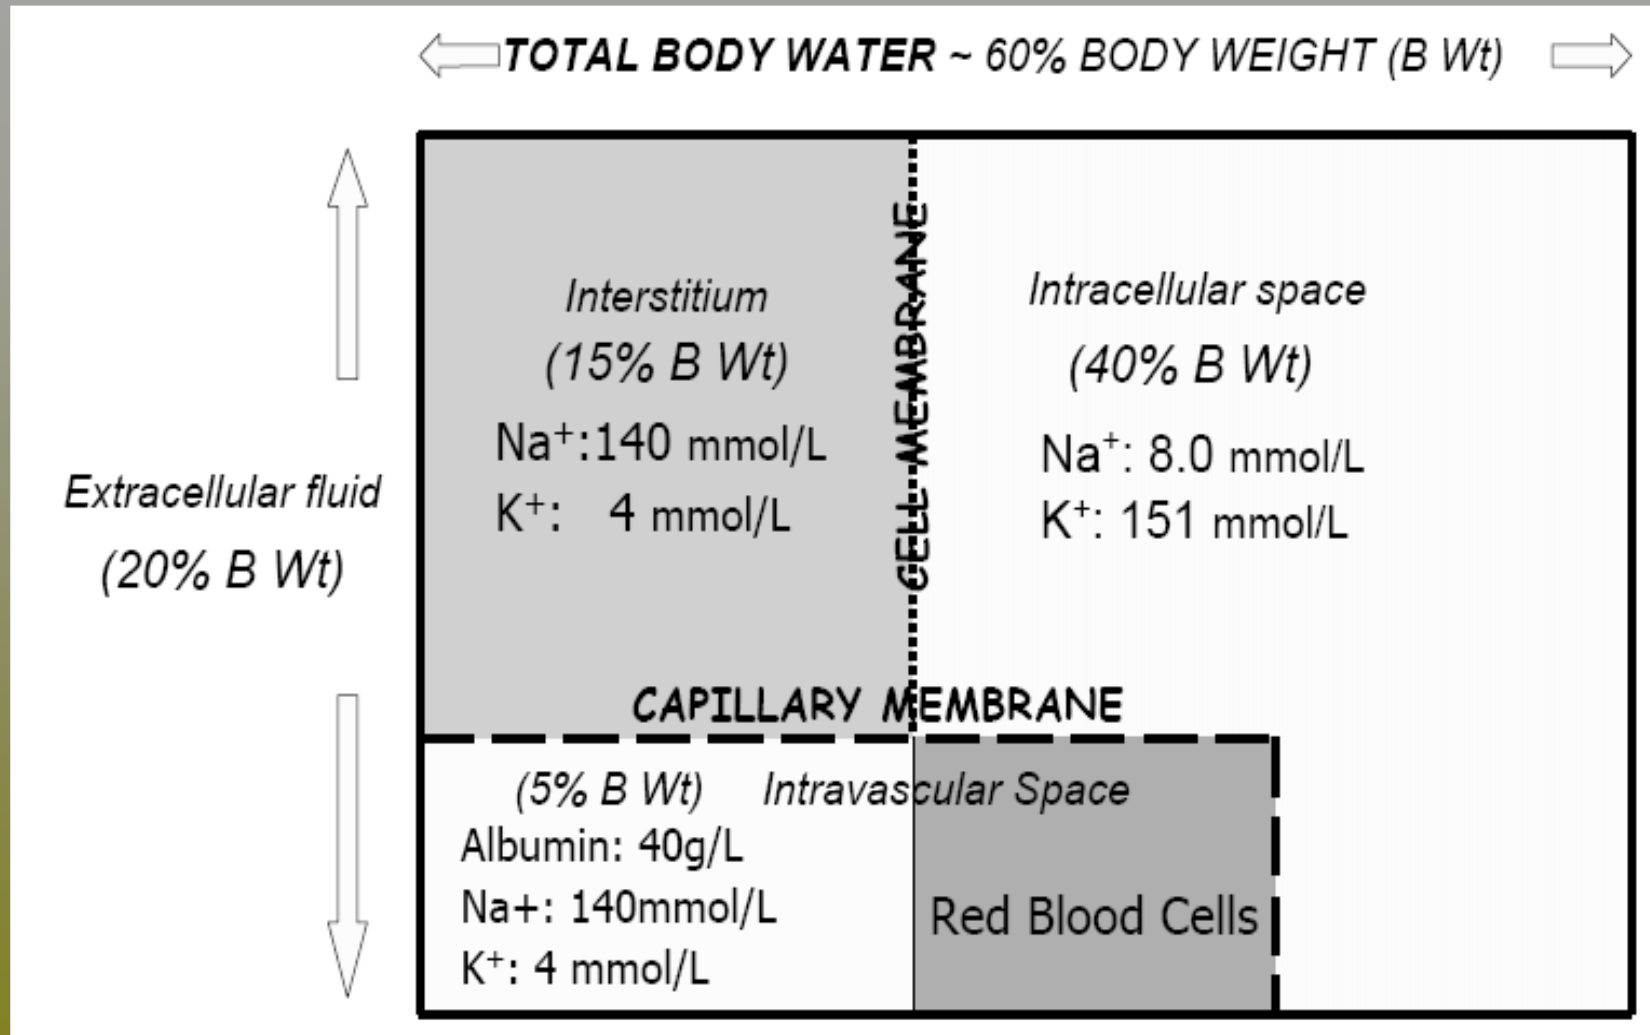 TOTAL BODY WATER ~ 60% BODY WEIGHT (B Wt)
Extracellular fluid
(20% B Wt)
Interstitium
(15% B Wt)
Na⁺:140 mmol/L
K⁺: 4 mmol/L
CELL MEMBRANE
Intracellular space
(40% B Wt)
Na⁺: 8.0 mmol/L
K⁺: 151 mmol/L
CAPILLARY MEMBRANE
(5% B Wt) Intravascular Space
Albumin: 40g/L
Na+: 140mmol/L
K⁺: 4 mmol/L
Red Blood Cells